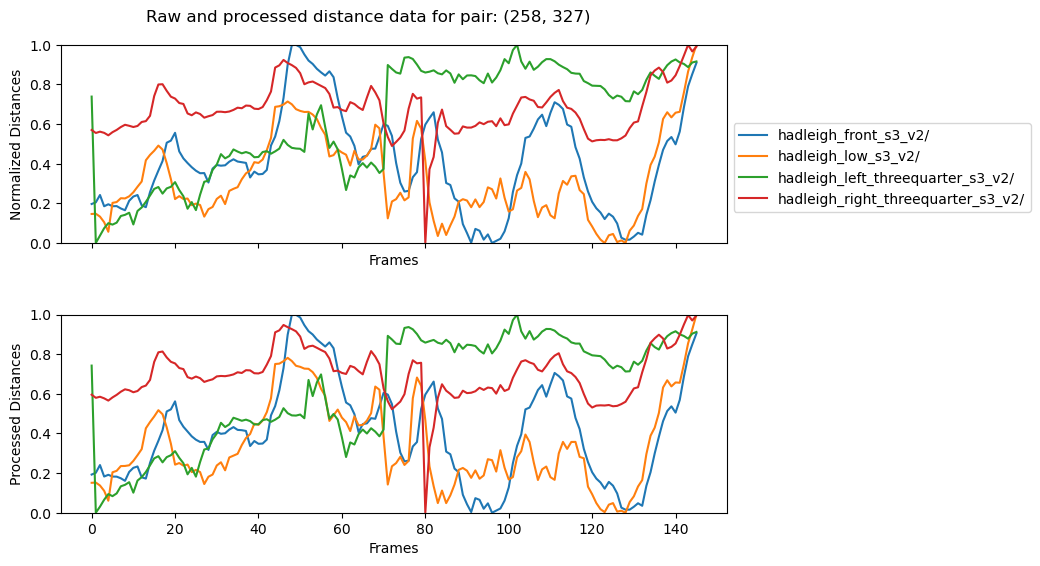 Raw and processed distance data for pair: (258, 327)
Normalized Distances
1.0
0.8
0.6
0.4
0.2
0.0
Frames
hadleigh_front_s3_v2/
hadleigh_low_s3_v2/
hadleigh_left_threequarter_s3_v2/
hadleigh_right_threequarter_s3_v2/
Processed Distances
1.0
0.8
0.6
0.4
0.2
0.0
0 20 40 60 80 100 120 140
Frames